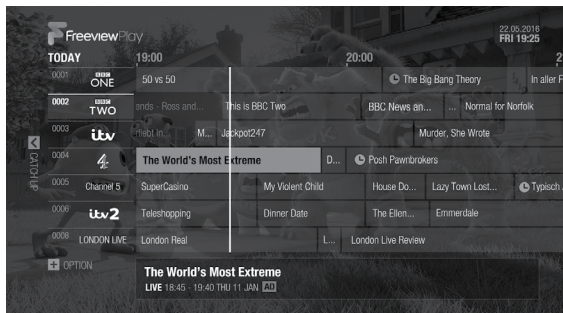 FreeviewPlay
22.05.2016
FRI 19:25
TODAY 19:00 20:00 2
0001 BBC ONE 50 vs 50 The Big Bang Theory In aller F
0002 BBC TWO ends - Ross and... This is BBC Two BBC News an... ... Normal for Norfolk
0003 itv rliebt In... M... Jackpot247 Murder, She Wrote
0004 4 The World's Most Extreme D... Posh Pawnbrokers
0005 Channel 5 SuperCasino My Violent Child House Do... Lazy Town Lost... Typisch
0006 itv2 Teleshopping Dinner Date The Ellen... Emmerdale
0008 LONDON LIVE London Real L... London Live Review
CATCH UP
+ OPTION
The World's Most Extreme
LIVE 18:45 - 19:40 THU 11 JAN AD